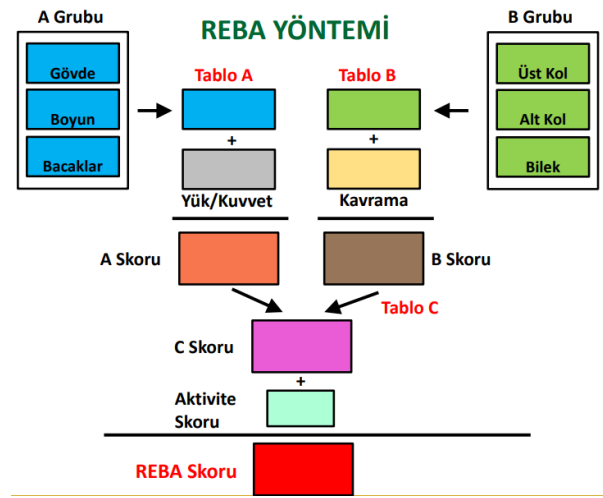 A Grubu
REBA YÖNTEMİ
B Grubu
Gövde
Boyun
Bacaklar
Tablo A
Tablo B
Üst Kol
Alt Kol
Bilek
+
+
Yük/Kuvvet
Kavrama
A Skoru
B Skoru
Tablo C
C Skoru
+
Aktivite
Skoru
REBA Skoru